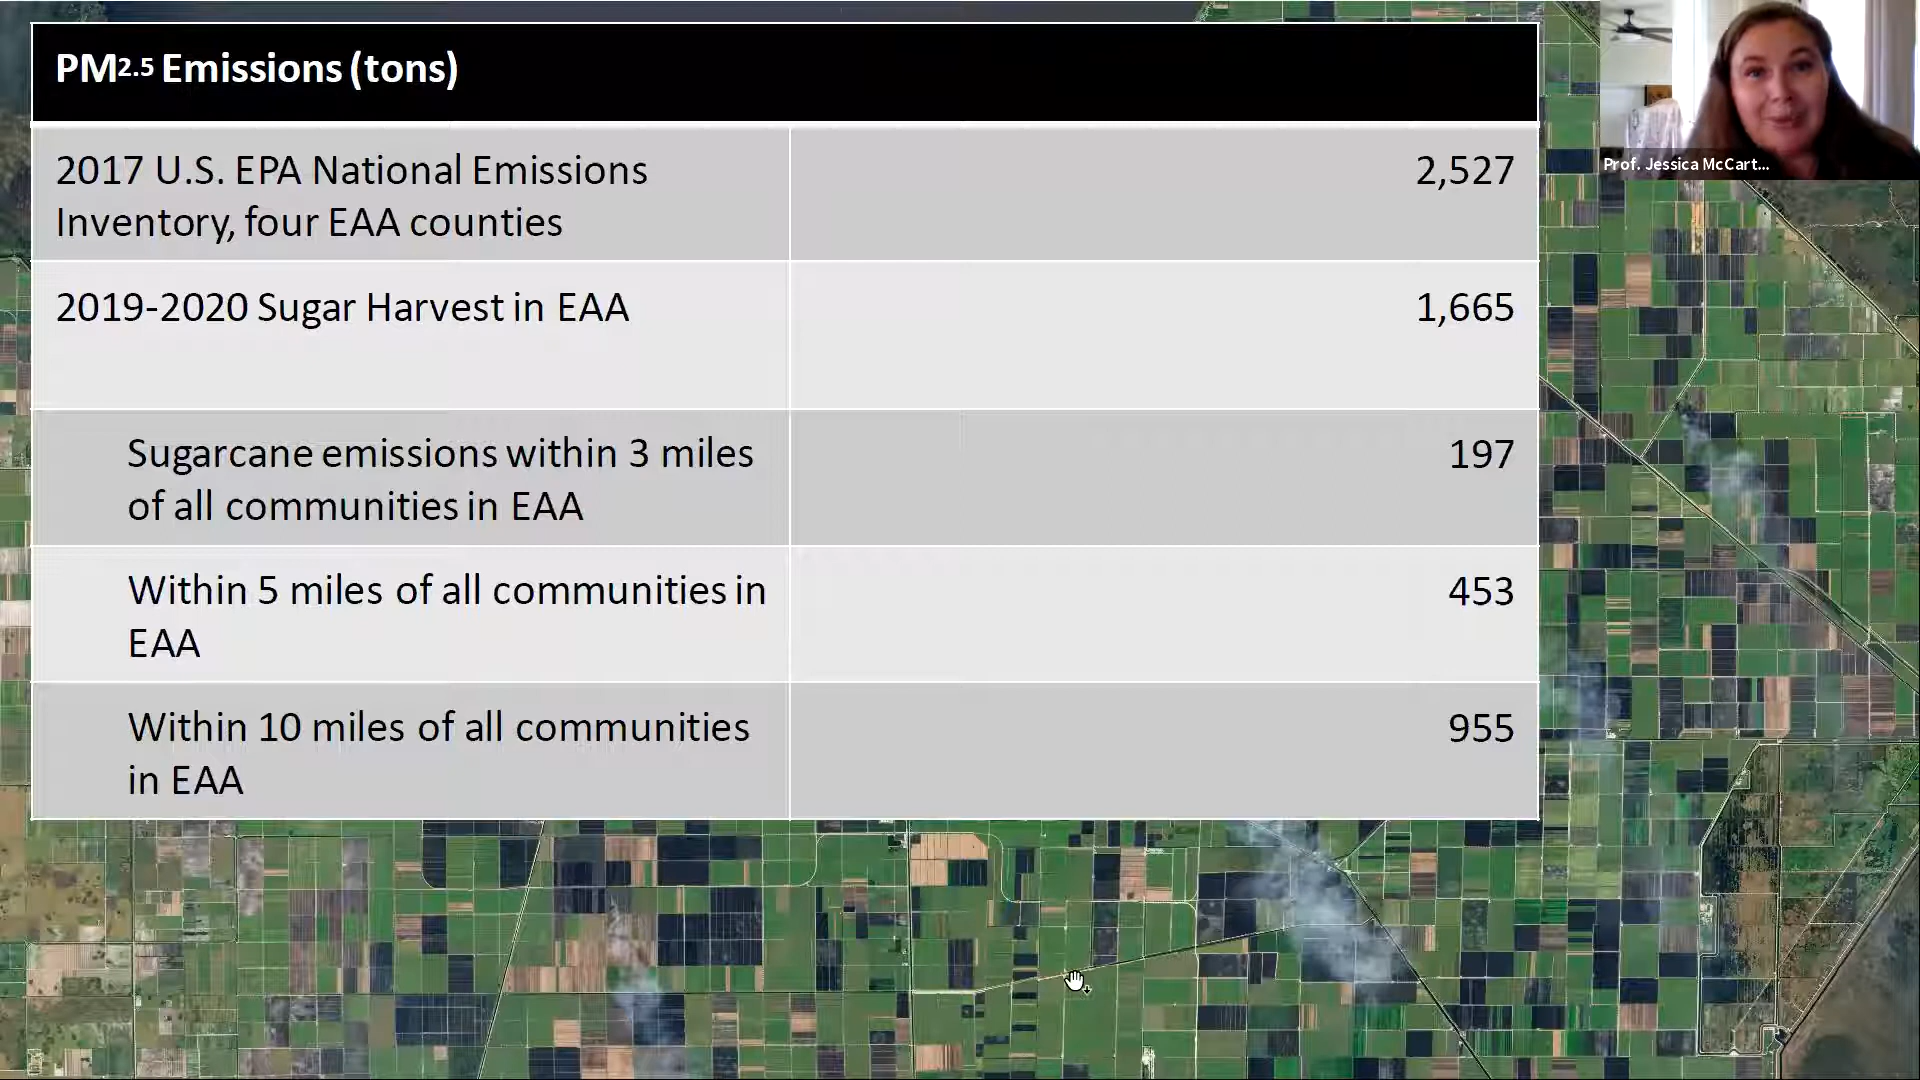 PM2.5 Emissions (tons)
2017 U.S. EPA National Emissions
Inventory, four EAA counties
2,527
2019-2020 Sugar Harvest in EAA
1,665
Sugarcane emissions within 3 miles
of all communities in EAA
197
Within 5 miles of all communities in
EAA
453
Within 10 miles of all communities
in EAA
955
Prof. Jessica McCart...